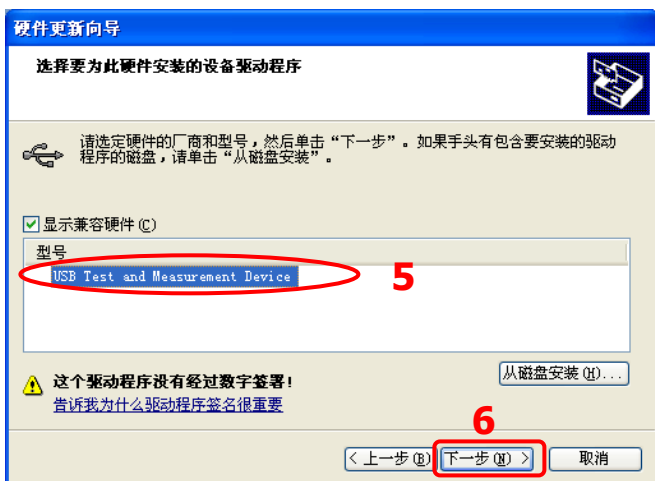 硬件更新向导
选择要为此硬件安装的设备驱动程序
请选定硬件的厂商和型号，然后单击“下一步”。如果手头有包含要安装的驱动
程序的磁盘，请单击“从磁盘安装”。
显示兼容硬件(C)
型号
USB Test and Measurement Device
5
这个驱动程序没有经过数字签署!
从磁盘安装(H)...
告诉我为什么驱动程序签名很重要
6
<上一步(B)
下一步(N) >
取消